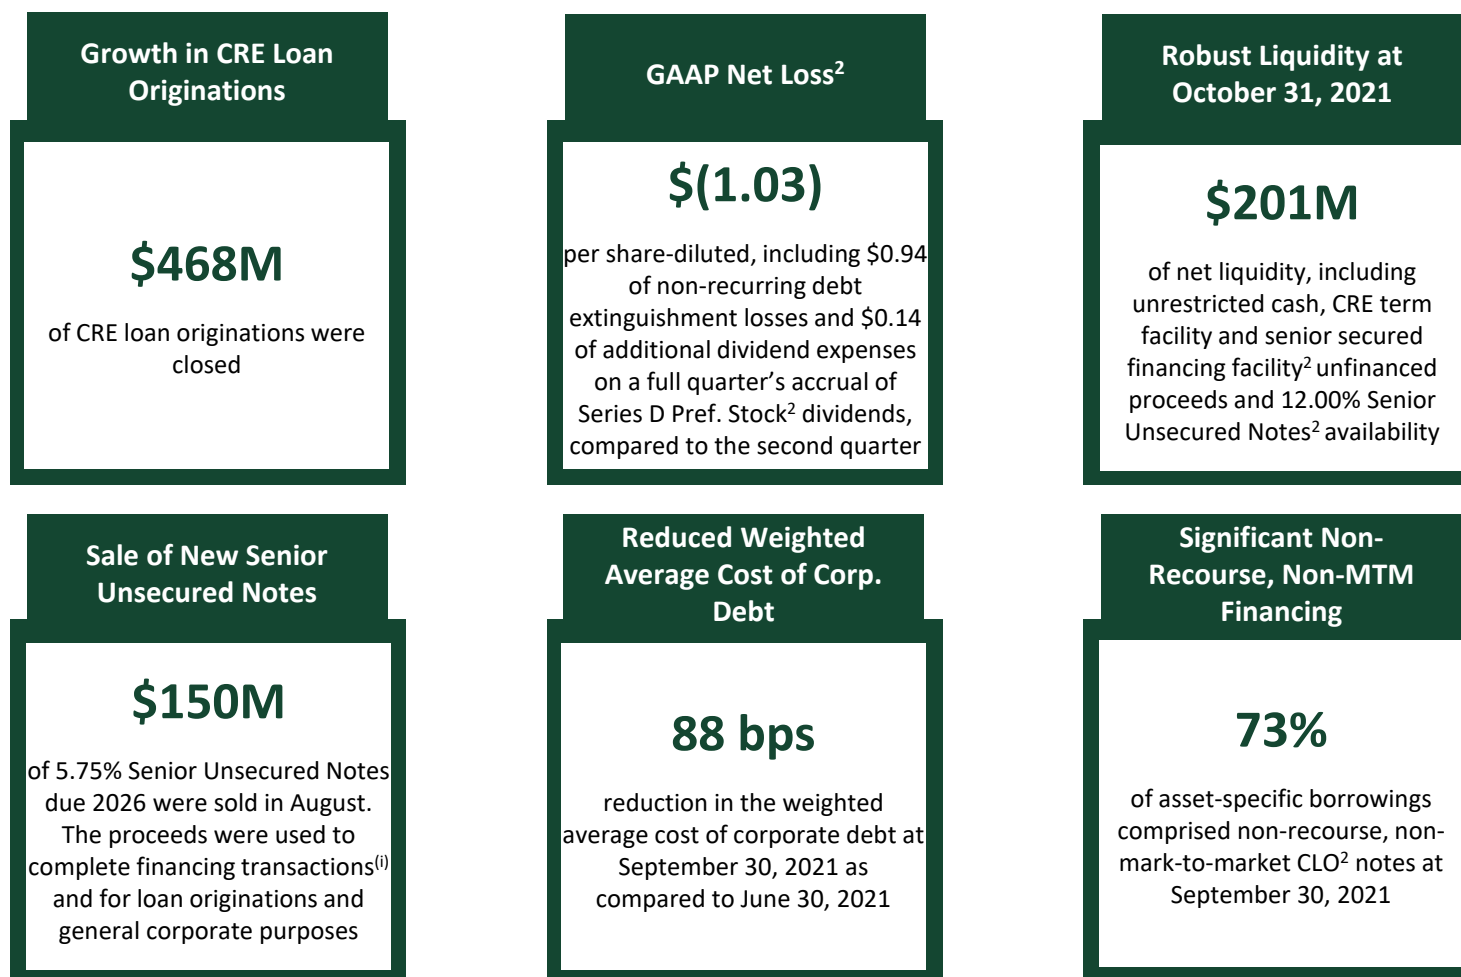 Growth in CRE Loan
Originations
$468M
of CRE loan originations were
closed
GAAP Net Loss²
$(1.03)
per share-diluted, including $0.94
of non-recurring debt
extinguishment losses and $0.14
of additional dividend expenses
on a full quarter’s accrual of
Series D Pref. Stock² dividends,
compared to the second quarter
Robust Liquidity at
October 31, 2021
$201M
of net liquidity, including
unrestricted cash, CRE term
facility and senior secured
financing facility² unfinanced
proceeds and 12.00% Senior
Unsecured Notes² availability
Sale of New Senior
Unsecured Notes
$150M
of 5.75% Senior Unsecured Notes
due 2026 were sold in August.
The proceeds were used to
complete financing transactions⁽ⁱ⁾
and for loan originations and
general corporate purposes
Reduced Weighted
Average Cost of Corp.
Debt
88 bps
reduction in the weighted
average cost of corporate debt at
September 30, 2021 as
compared to June 30, 2021
Significant Non-
Recourse, Non-MTM
Financing
73%
of asset-specific borrowings
comprised non-recourse, non-
mark-to-market CLO² notes at
September 30, 2021